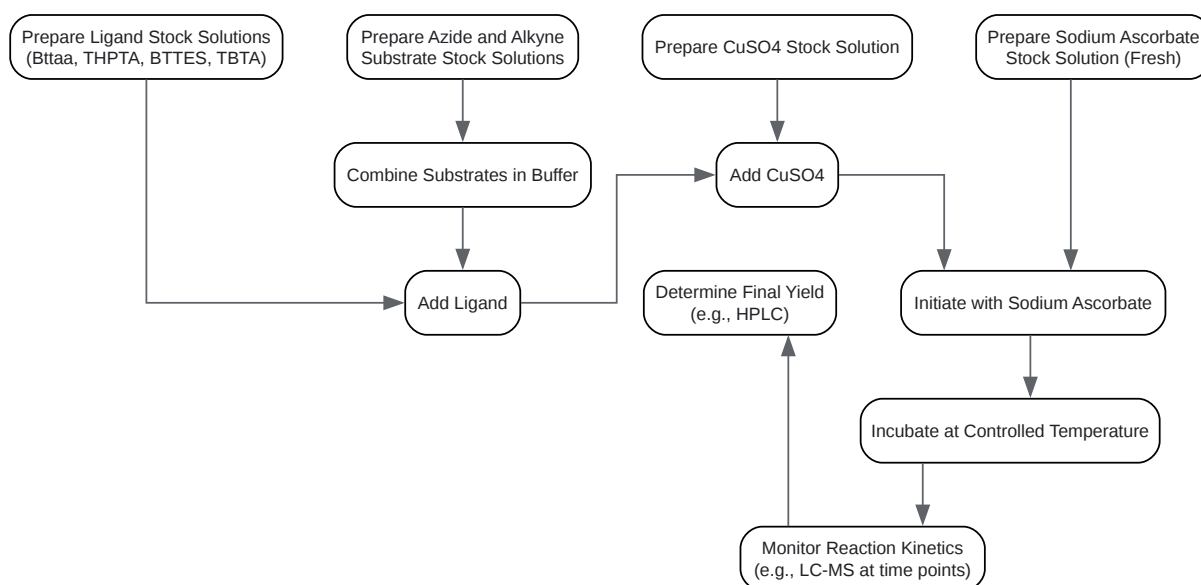 Prepare Ligand Stock Solutions
(Bttaa, THPTA, BTTES, TBTA)
Prepare Azide and Alkyne
Substrate Stock Solutions
Prepare CuSO4 Stock Solution
Prepare Sodium Ascorbate
Stock Solution (Fresh)
Combine Substrates in Buffer
Add CuSO4
Add Ligand
Determine Final Yield
(e.g., HPLC)
Initiate with Sodium Ascorbate
Incubate at Controlled Temperature
Monitor Reaction Kinetics
(e.g., LC-MS at time points)